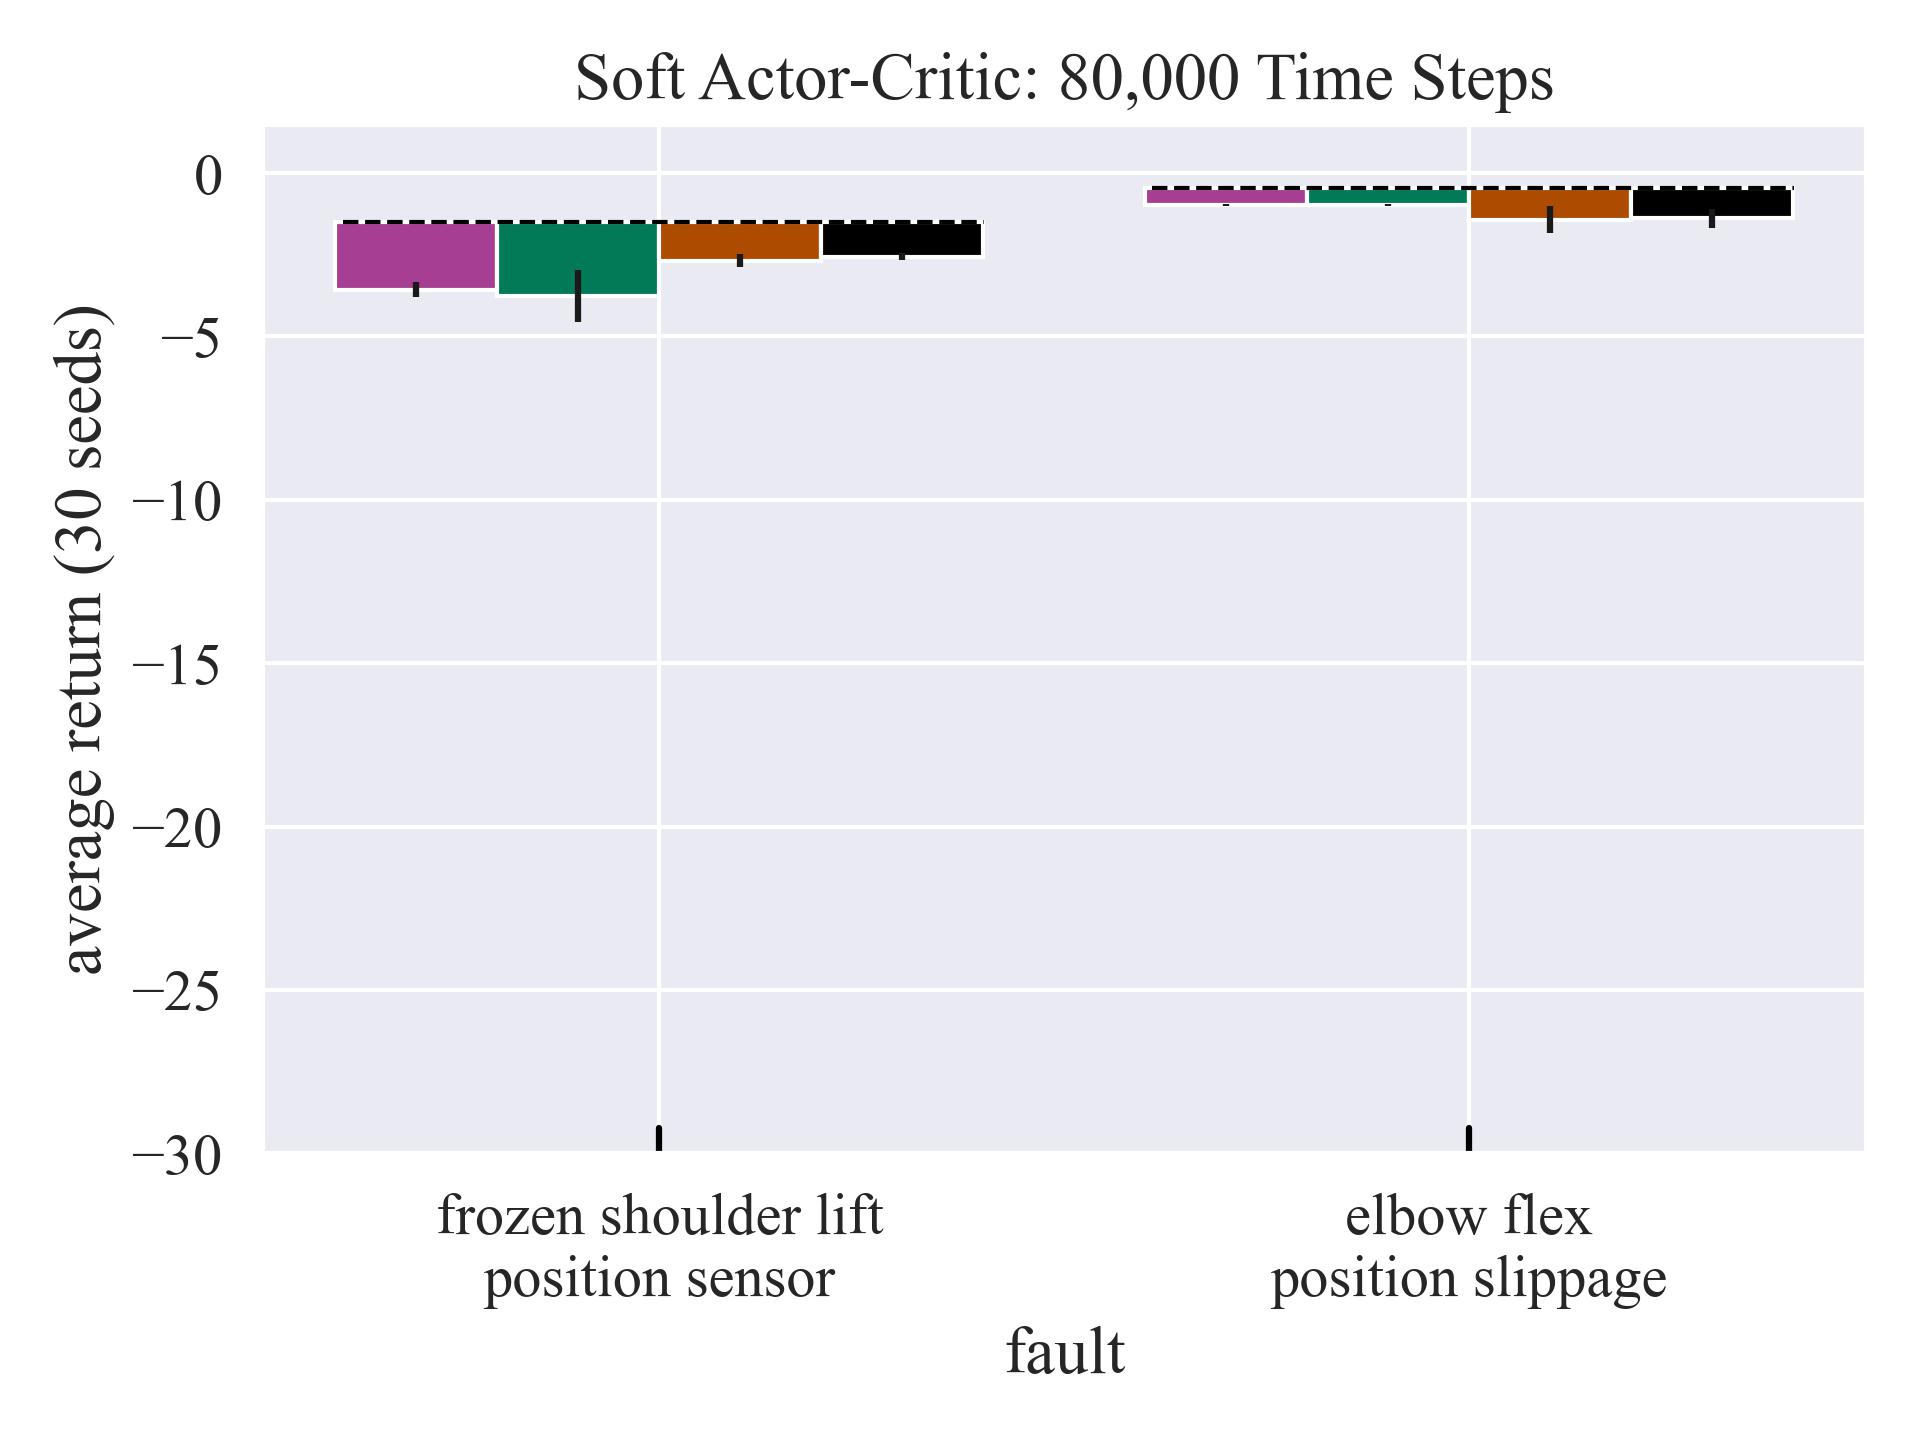 Soft Actor-Critic: 80,000 Time Steps
average return (30 seeds)
0
−5
−10
−15
−20
−25
−30
frozen shoulder lift
position sensor
elbow flex
position slippage
fault